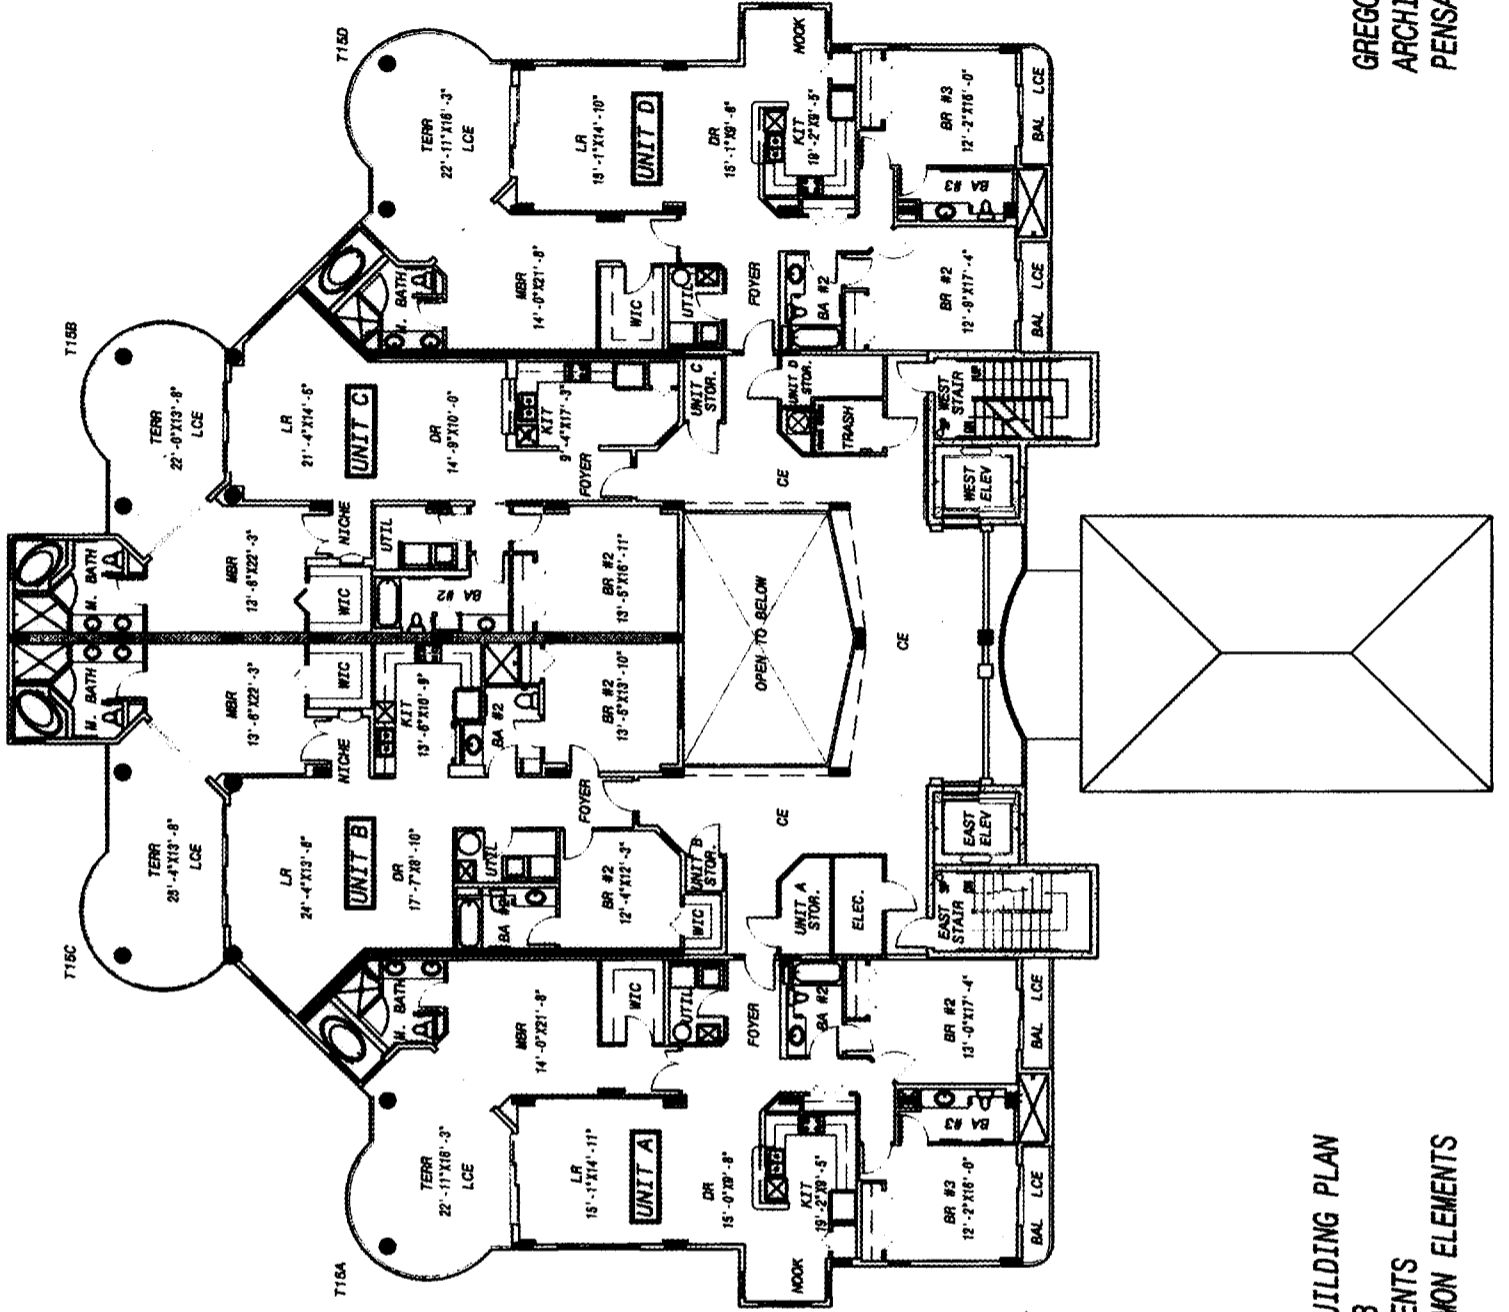 T15A
TERR
22'-11"X16'-3"
LCE
LR
15'-1"X14'-11"
UNIT A
DR
15'-0"X9'-8"
KIT
19'-2"X9'-5"
NOOK
BR #3
12'-2"X16'-0"
BAL LCE
BA #3
M. BATH
MBR
14'-0"X21'-8"
WIC
UTIL
FOYER
BA #2
BR #2
13'-0"X17'-4"
BAL LCE
T15C
TERR
25'-4"X13'-8"
LCE
LR
24'-4"X13'-6"
UNIT B
DR
17'-7"X8'-10"
UTIL
BA
BR #2
12'-4"X12'-3"
WIC
UNIT B
STOR.
FOYER
UNIT A
STOR.
ELEC.
EAST
STAIR
UP
DN
EAST
ELEV
CE
M. BATH
MBR
13'-6"X22'-3"
WIC
NICHE
KIT
13'-6"X10'-9"
BA #2
BR #2
13'-5"X13'-10"
OPEN TO BELOW
CE
M. BATH
MBR
13'-6"X22'-3"
WIC
NICHE
UTIL
BA #2
BR #2
13'-5"X16'-11"
T15B
TERR
22'-0"X13'-8"
LCE
LR
21'-4"X14'-6"
UNIT C
DR
14'-9"X10'-0"
KIT
9'-4"X17'-3"
FOYER
UNIT C
STOR.
CE
UNIT D
STOR.
TRASH
WEST
STAIR
UP
DN
WEST
ELEV
T15D
TERR
22'-11"X16'-3"
LCE
LR
15'-1"X14'-10"
UNIT D
DR
15'-1"X9'-8"
KIT
19'-2"X9'-5"
NOOK
BR #3
12'-2"X16'-0"
BAL LCE
BA #3
M. BATH
MBR
14'-0"X21'-8"
WIC
UTIL
FOYER
BA #2
BR #2
12'-9"X17'-4"
BAL LCE
UILDING PLAN
ENTS
MON ELEMENTS
GREGO
ARCHI
PENSA